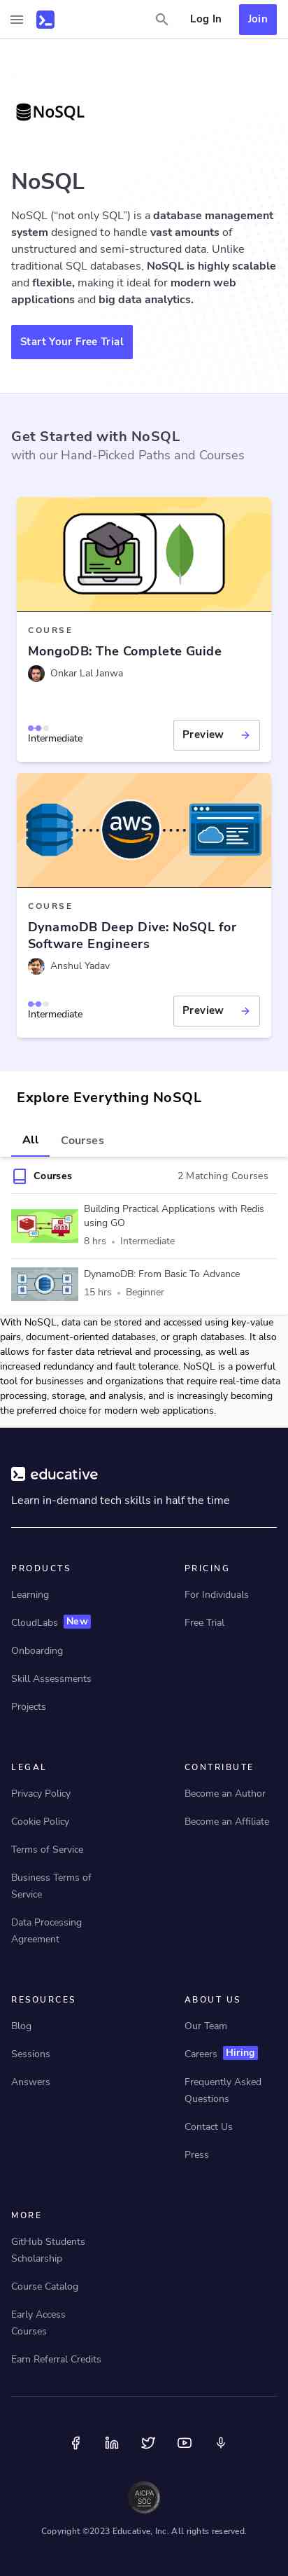 Log In
Join
NoSQL
NoSQL
NoSQL (“not only SQL”) is a database management
system designed to handle vast amounts of
unstructured and semi-structured data. Unlike
traditional SQL databases, NoSQL is highly scalable
and flexible, making it ideal for modern web
applications and big data analytics.
Start Your Free Trial
Get Started with NoSQL
with our Hand-Picked Paths and Courses
COURSE
MongoDB: The Complete Guide
Onkar Lal Janwa
Intermediate
Preview
aws
COURSE
DynamoDB Deep Dive: NoSQL for
Software Engineers
Anshul Yadav
Intermediate
Preview
Explore Everything NoSQL
All
Courses
Courses
2 Matching Courses
Building Practical Applications with Redis
using GO
8 hrs
Intermediate
DynamoDB: From Basic To Advance
15 hrs
Beginner
With NoSQL, data can be stored and accessed using key-value
pairs, document-oriented databases, or graph databases. It also
allows for faster data retrieval and processing, as well as
increased redundancy and fault tolerance. NoSQL is a powerful
tool for businesses and organizations that require real-time data
processing, storage, and analysis, and is increasingly becoming
the preferred choice for modern web applications.
educative
Learn in-demand tech skills in half the time
PRODUCTS
Learning
CloudLabs New
Onboarding
Skill Assessments
Projects
PRICING
For Individuals
Free Trial
LEGAL
Privacy Policy
Cookie Policy
Terms of Service
Business Terms of
Service
Data Processing
Agreement
CONTRIBUTE
Become an Author
Become an Affiliate
RESOURCES
Blog
Sessions
Answers
ABOUT US
Our Team
Careers Hiring
Frequently Asked
Questions
Contact Us
Press
MORE
GitHub Students
Scholarship
Course Catalog
Early Access
Courses
Earn Referral Credits
AICPA
SOC
Copyright ©2023 Educative, Inc. All rights reserved.